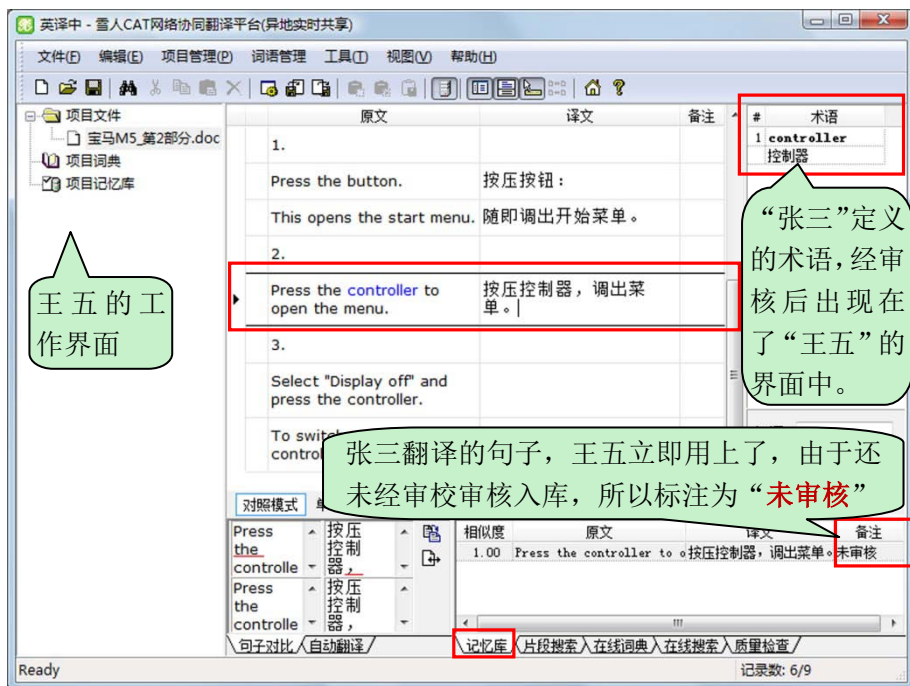 英译中 - 雪人CAT网络协同翻译平台(异地实时共享)
文件(F) 编辑(E) 项目管理(P) 词语管理 工具(T) 视图(V) 帮助(H)
项目文件
宝马M5_第2部分.doc
项目词典
项目记忆库
王五的工
作界面
原文 译文 备注
1.
Press the button. 按压按钮：
This opens the start menu. 随即调出开始菜单。
2.
Press the controller to 按压控制器，调出菜
open the menu. 单。
3.
Select "Display off" and
press the controller.
To switch
# 术语
1 controller
控制器
“张三”定义
的术语，经审
核后出现在
了“王五”的
界面中。
张三翻译的句子，王五立即用上了，由于还
未经审校审核入库，所以标注为“未审核”
对照模式
Press 按压
the 控制
controlle 器，
Press 按压
the 控制
controlle 器，
句子对比 自动翻译
相似度 原文 译文 备注
1.00 Press the controller to o 按压控制器，调出菜单。 未审核
记忆库 片段搜索 在线词典 在线搜索 质量检查
Ready 记录数: 6/9